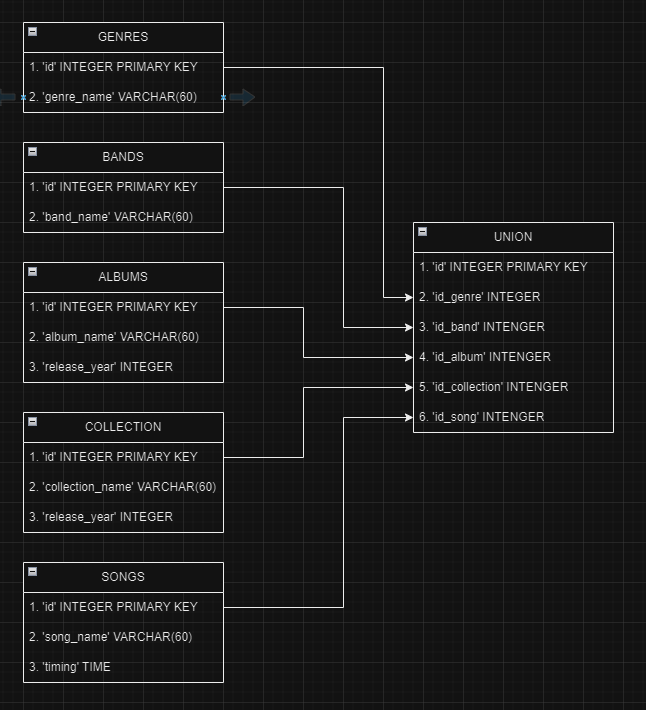 GENRES
1. 'id' INTEGER PRIMARY KEY
2. 'genre_name' VARCHAR(60)
BANDS
1. 'id' INTEGER PRIMARY KEY
2. 'band_name' VARCHAR(60)
ALBUMS
1. 'id' INTEGER PRIMARY KEY
2. 'album_name' VARCHAR(60)
3. 'release_year' INTEGER
COLLECTION
1. 'id' INTEGER PRIMARY KEY
2. 'collection_name' VARCHAR(60)
3. 'release_year' INTEGER
SONGS
1. 'id' INTEGER PRIMARY KEY
2. 'song_name' VARCHAR(60)
3. 'timing' TIME
UNION
1. 'id' INTEGER PRIMARY KEY
2. 'id_genre' INTEGER
3. 'id_band' INTENGER
4. 'id_album' INTENGER
5. 'id_collection' INTENGER
6. 'id_song' INTENGER